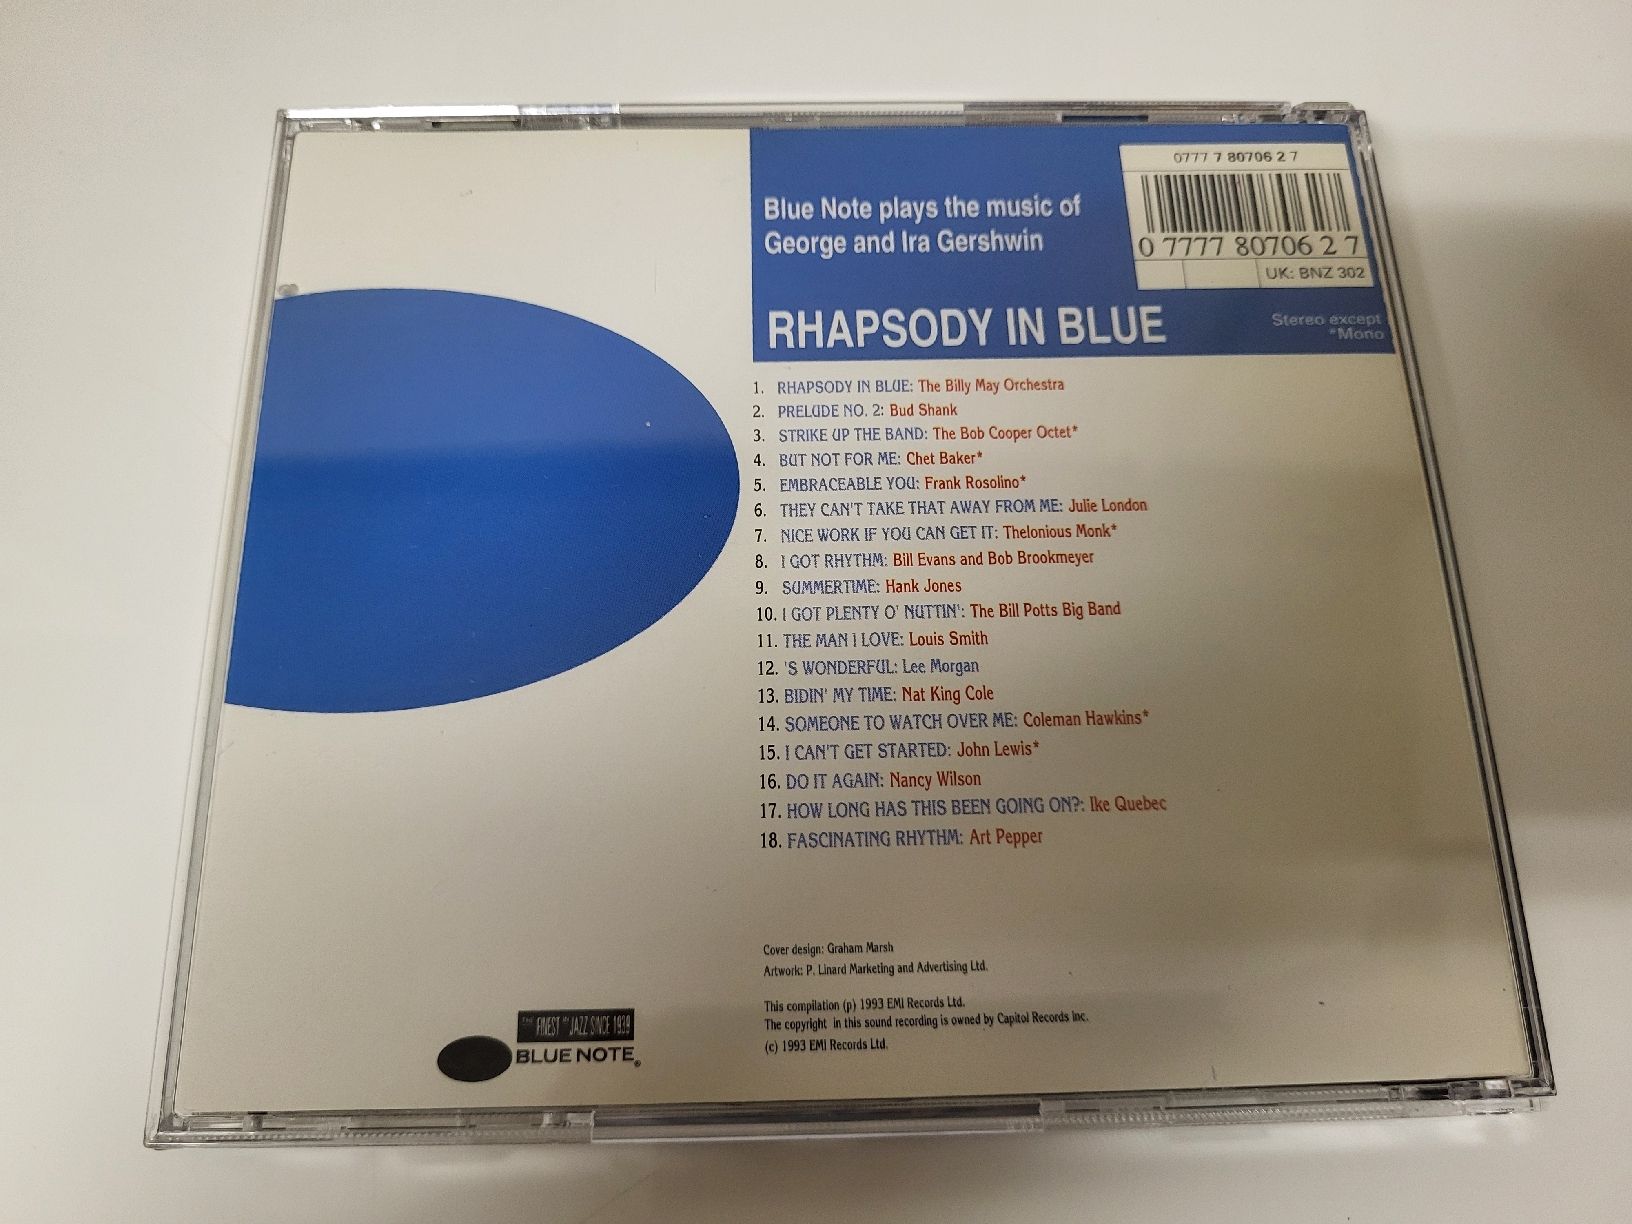 0777 7 80706 2 7
0 7777 80706 2 7
UK: BNZ 302
Blue Note plays the music of
George and Ira Gershwin
RHAPSODY IN BLUE
Stereo except
*Mono
1. RHAPSODY IN BLUE: The Billy May Orchestra
2. PRELUDE NO. 2: Bud Shank
3. STRIKE UP THE BAND: The Bob Cooper Octet*
4. BUT NOT FOR ME: Chet Baker*
5. EMBRACEABLE YOU: Frank Rosolino*
6. THEY CAN'T TAKE THAT AWAY FROM ME: Julie London
7. NICE WORK IF YOU CAN GET IT: Thelonious Monk*
8. I GOT RHYTHM: Bill Evans and Bob Brookmeyer
9. SUMMERTIME: Hank Jones
10. I GOT PLENTY O' NUTTIN': The Bill Potts Big Band
11. THE MAN I LOVE: Louis Smith
12. 'S WONDERFUL: Lee Morgan
13. BIDIN' MY TIME: Nat King Cole
14. SOMEONE TO WATCH OVER ME: Coleman Hawkins*
15. I CAN'T GET STARTED: John Lewis*
16. DO IT AGAIN: Nancy Wilson
17. HOW LONG HAS THIS BEEN GOING ON?: Ike Quebec
18. FASCINATING RHYTHM: Art Pepper
Cover design: Graham Marsh
Artwork: P. Linard Marketing and Advertising Ltd.
This compilation (p) 1993 EMI Records Ltd.
The copyright in this sound recording is owned by Capitol Records Inc.
(c) 1993 EMI Records Ltd.
THE FINEST IN JAZZ SINCE 1939
BLUE NOTE®